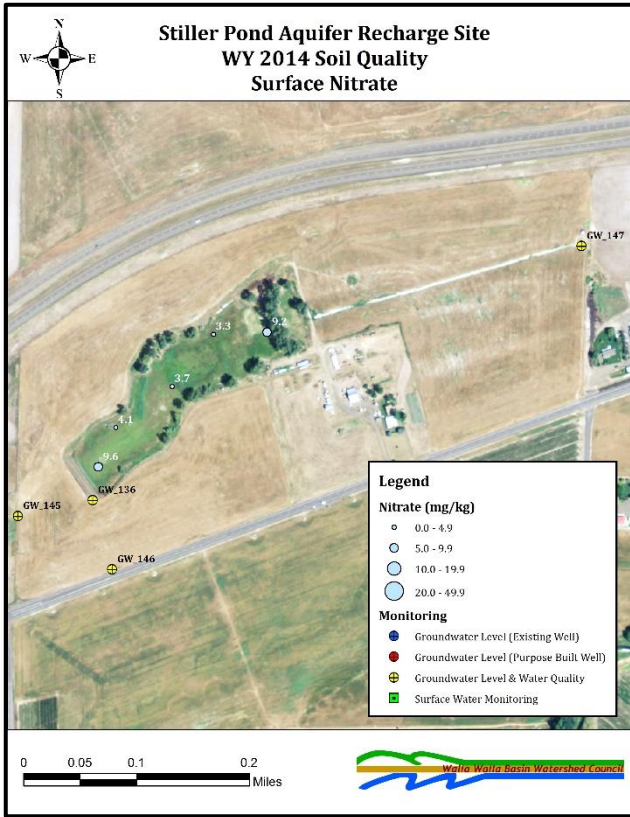 Stiller Pond Aquifer Recharge Site
WY 2014 Soil Quality
Surface Nitrate
N
W E
S
GW_147
9.2
3.3
3.7
4.1
9.6
GW_136
GW_145
GW_146
Legend
Nitrate (mg/kg)
0.0 - 4.9
5.0 - 9.9
10.0 - 19.9
20.0 - 49.9
Monitoring
Groundwater Level (Existing Well)
Groundwater Level (Purpose Built Well)
Groundwater Level & Water Quality
Surface Water Monitoring
0 0.05 0.1 0.2
Miles
Walla Walla Basin Watershed Council